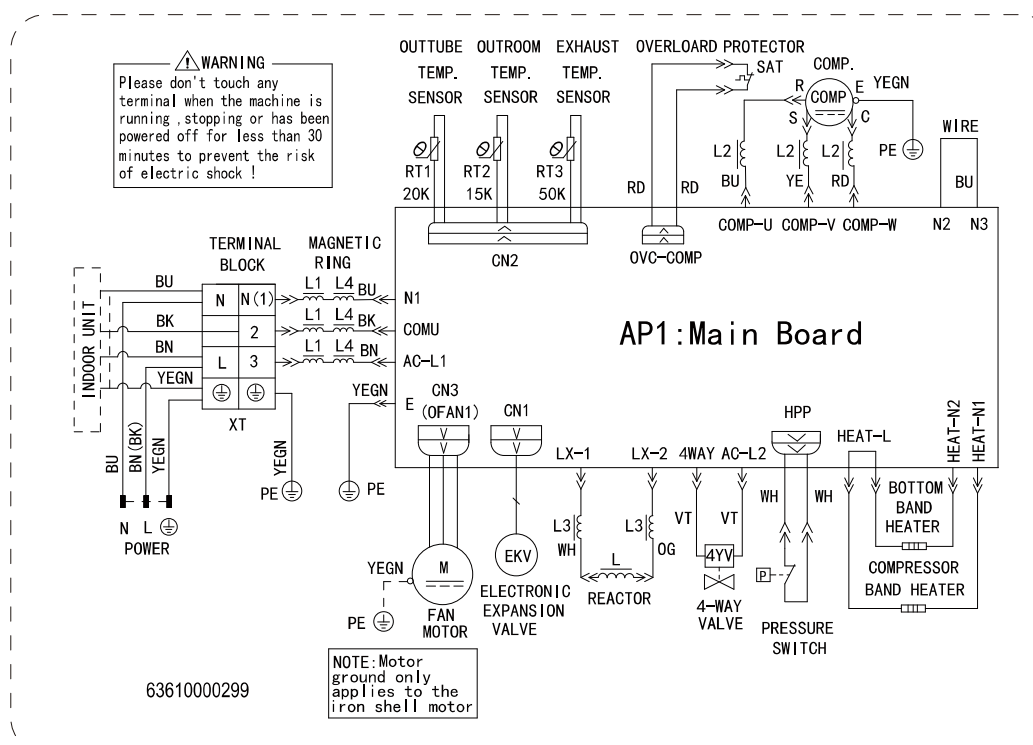 WARNING
Please don't touch any
terminal when the machine is
running ,stopping or has been
powered off for less than 30
minutes to prevent the risk
of electric shock !
OUTTUBE OUTROOM EXHAUST OVERLOARD PROTECTOR
TEMP. TEMP. TEMP. SAT COMP.
SENSOR SENSOR SENSOR
R COMP E YEGN
S C
RT1 RT2 RT3
20K 15K 50K
RD RD
L2 L2 L2
BU YE RD
PE
WIRE
BU
CN2
OVC-COMP
COMP-U COMP-V COMP-W N2 N3
TERMINAL
BLOCK
MAGNETIC
RING
INDOOR UNIT
BU N N(1) L1 L4 BU N1
BK 2 L1 L4 BK COMU
BN L 3 L1 L4 BN AC-L1
YEGN
XT
YEGN E
AP1:Main Board
BU
BN(BK)
YEGN
YEGN
PE
PE
N L
POWER
CN3
(OFAN1)
CN1
LX-1 LX-2 4WAY AC-L2
HPP
HEAT-L
HEAT-N2
HEAT-N1
L3
WH
L3
OG
VT VT
WH WH
BOTTOM
BAND
HEATER
COMPRESSOR
BAND HEATER
YEGN
M
PE
FAN
MOTOR
EKV
ELECTRONIC
EXPANSION
VALVE
L
REACTOR
4YV
4-WAY
VALVE
P
PRESSURE
SWITCH
NOTE:Motor
ground only
applies to the
iron shell motor
63610000299